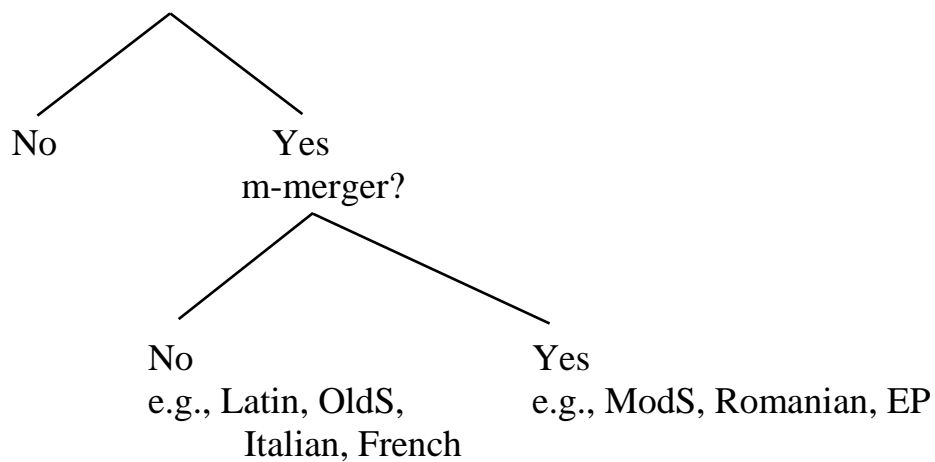 No Yes
m-merger?
No Yes
e.g., Latin, OldS, e.g., ModS, Romanian, EP
Italian, French